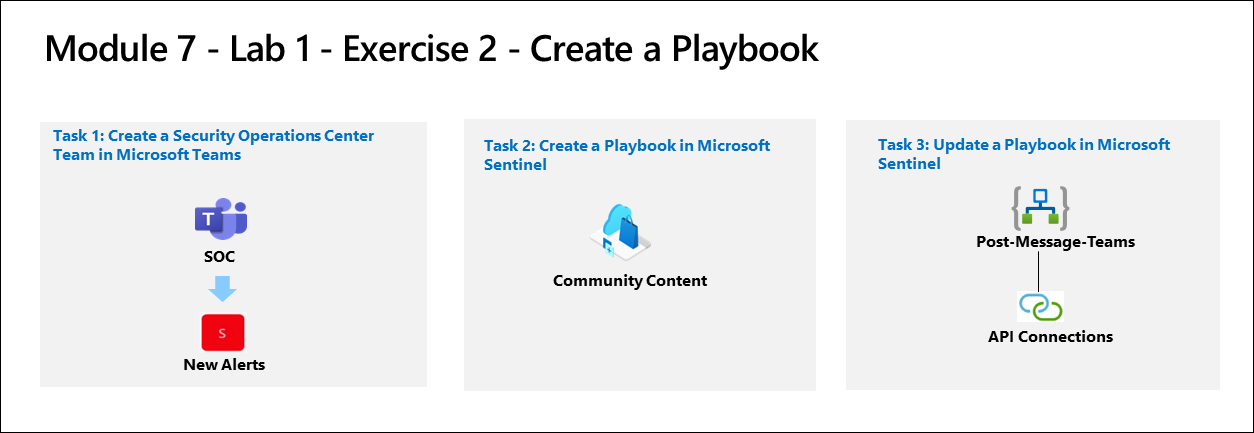 Module 7 - Lab 1 - Exercise 2 - Create a Playbook
Task 1: Create a Security Operations Center
Team in Microsoft Teams
T
SOC
S
New Alerts
Task 2: Create a Playbook in Microsoft
Sentinel
Community Content
Task 3: Update a Playbook in Microsoft
Sentinel
Post-Message-Teams
API Connections